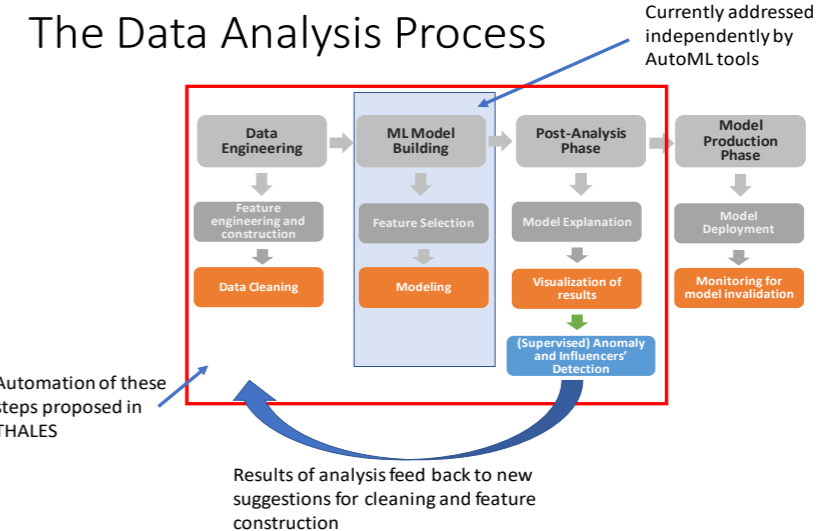 The Data Analysis Process
Currently addressed
independently by
AutoML tools
Data
Engineering
ML Model
Building
Post-Analysis
Phase
Model
Production
Phase
Feature
engineering and
construction
Feature Selection
Model Explanation
Model
Deployment
Data Cleaning
Modeling
Visualization of
results
Monitoring for
model invalidation
(Supervised) Anomaly
and Influencers'
Detection
Automation of these
steps proposed in
THALES
Results of analysis feed back to new
suggestions for cleaning and feature
construction